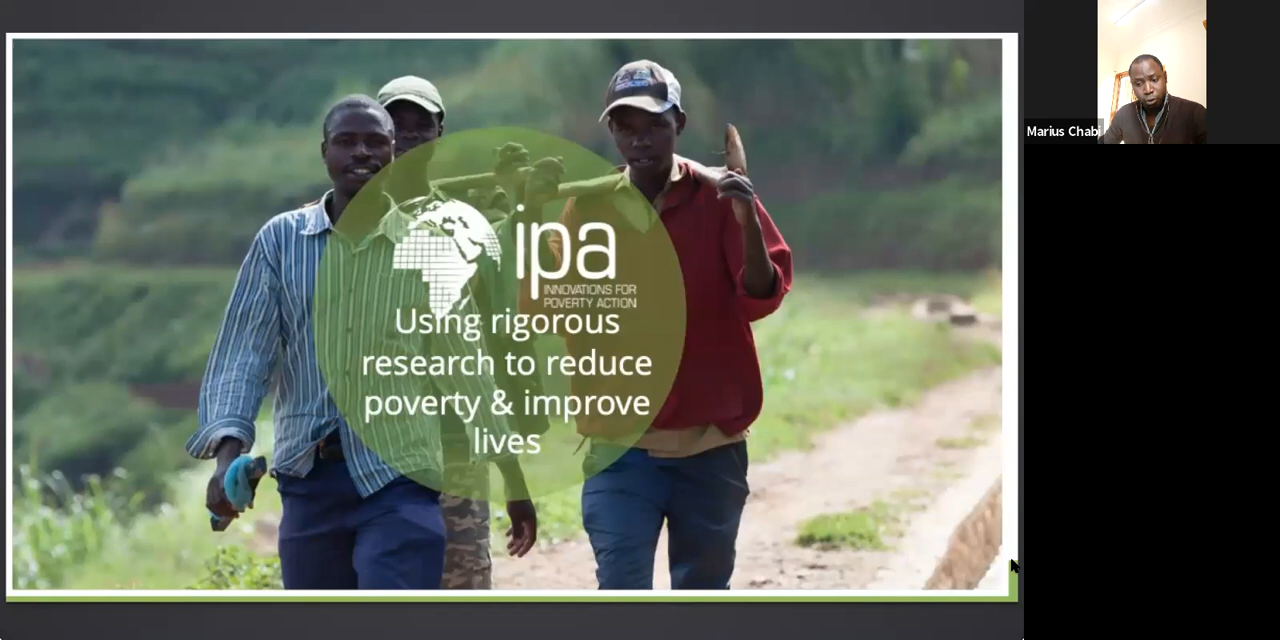 ipa
INNOVATIONS FOR
POVERTY ACTION
Using rigorous
research to reduce
poverty & improve
lives
Marius Chabi